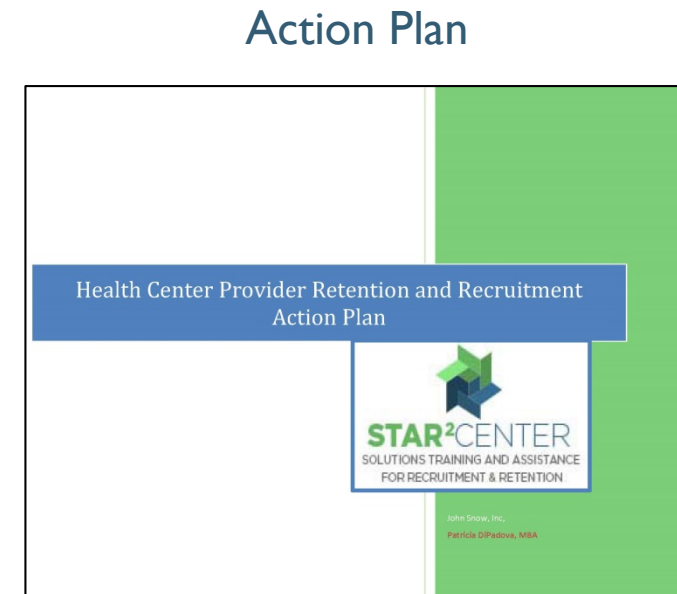 Action Plan
Health Center Provider Retention and Recruitment
Action Plan
STAR²CENTER
SOLUTIONS TRAINING AND ASSISTANCE
FOR RECRUITMENT & RETENTION
John Snow, Inc,
Patricia DiPadova, MBA